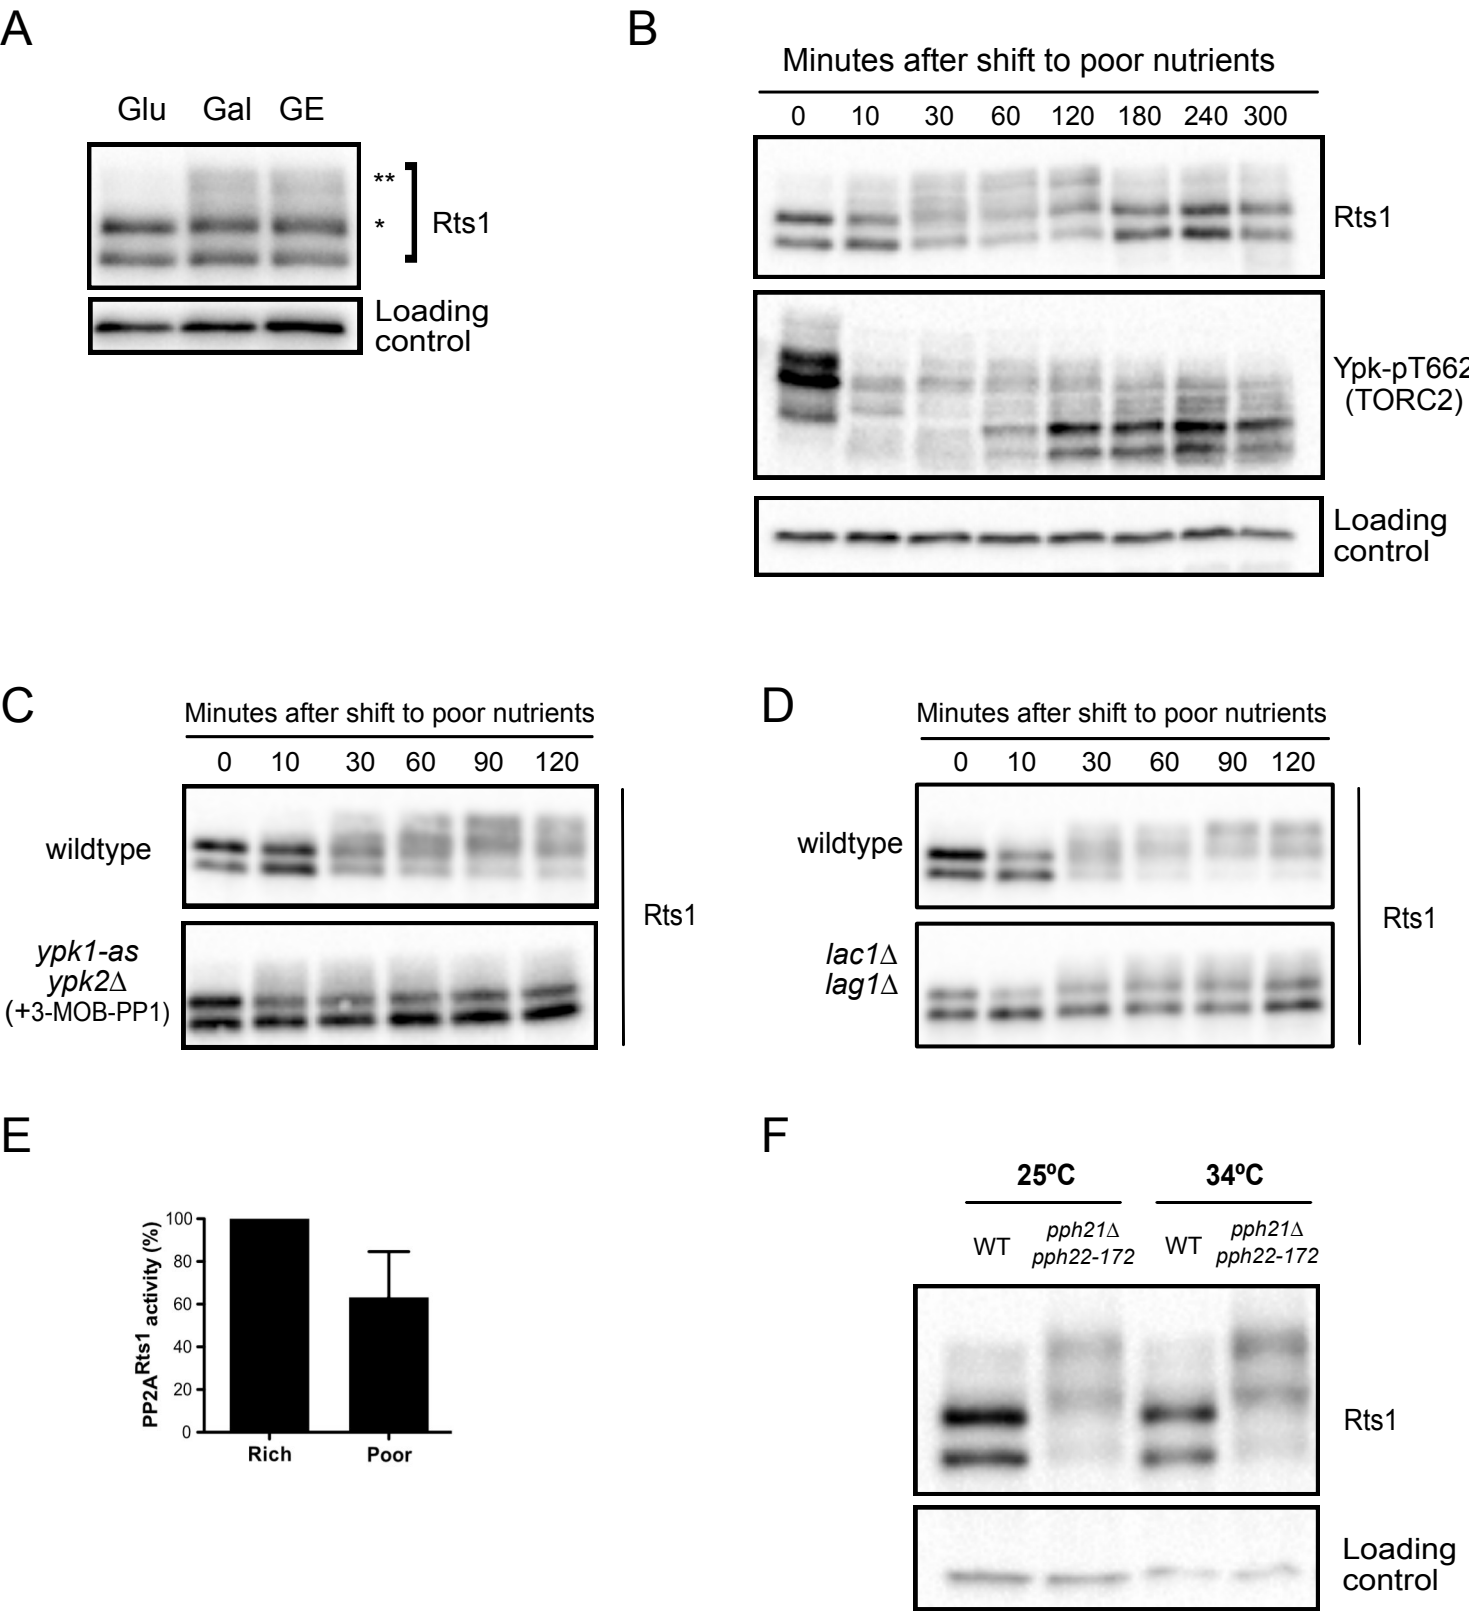 A
Glu Gal GE
**
*
Rts1
Loading
control
B
Minutes after shift to poor nutrients
0 10 30 60 120 180 240 300
Rts1
Ypk-pT662
(TORC2)
Loading
control
C
Minutes after shift to poor nutrients
0 10 30 60 90 120
wildtype
ypk1-as
ypk2Δ
(+3-MOB-PP1)
Rts1
D
Minutes after shift to poor nutrients
0 10 30 60 90 120
wildtype
lac1Δ
lag1Δ
Rts1
E
PP2ARts1 activity (%)
100
80
60
40
20
0
Rich Poor
F
25ºC 34ºC
WT pph21Δ pph22-172 WT pph21Δ pph22-172
Rts1
Loading
control